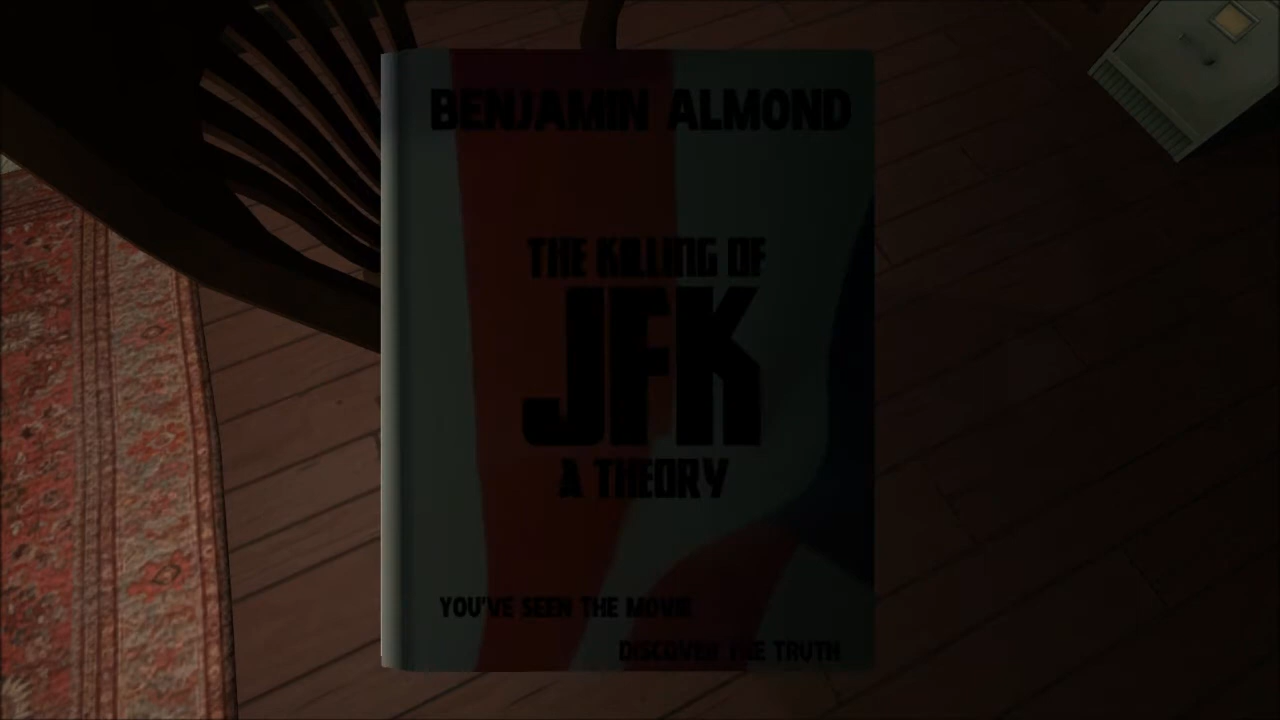 BENJAMIN ALMOND
THE KILLING OF
JFK
A THEORY
YOU'VE SEEN THE MOVIE
DISCOVER THE TRUTH